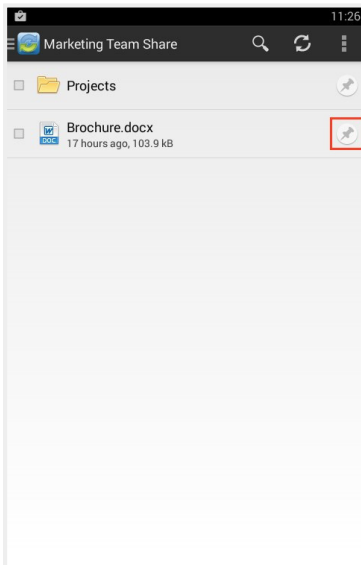 11:26
Marketing Team Share
Projects
Brochure.docx
W
DOC
17 hours ago, 103.9 kB